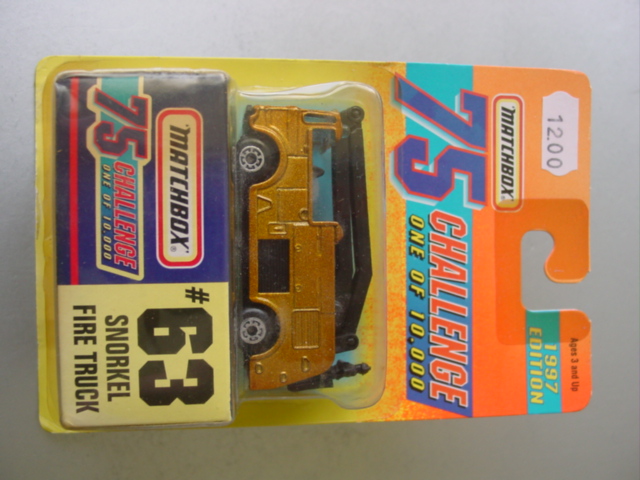 12.00
MATCHBOX
75
CHALLENGE
ONE OF 10,000
Ages 3 and Up
1997
EDITION
MATCHBOX®
75
CHALLENGE
ONE OF 10,000
#63
SNORKEL
FIRE TRUCK